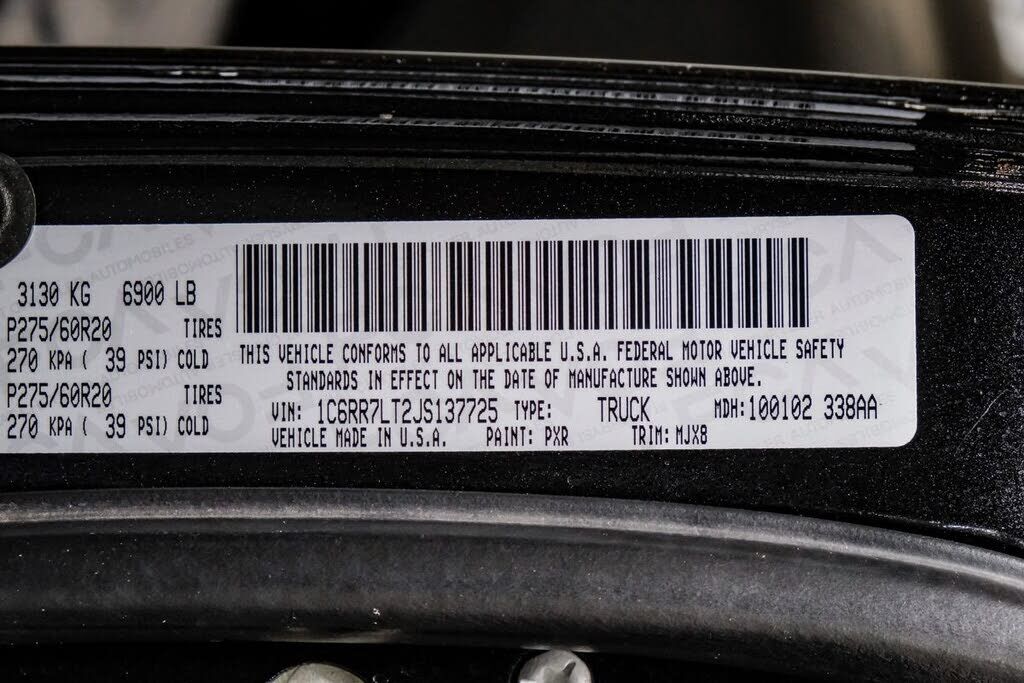 3130 KG 6900 LB
P275/60R20 TIRES
270 KPA ( 39 PSI) COLD
P275/60R20 TIRES
270 KPA ( 39 PSI) COLD
THIS VEHICLE CONFORMS TO ALL APPLICABLE U.S.A. FEDERAL MOTOR VEHICLE SAFETY
STANDARDS IN EFFECT ON THE DATE OF MANUFACTURE SHOWN ABOVE.
VIN: 1C6RR7LT2JS137725 TYPE: TRUCK MDH:100102 338AA
VEHICLE MADE IN U.S.A. PAINT: PXR TRIM: MJX8